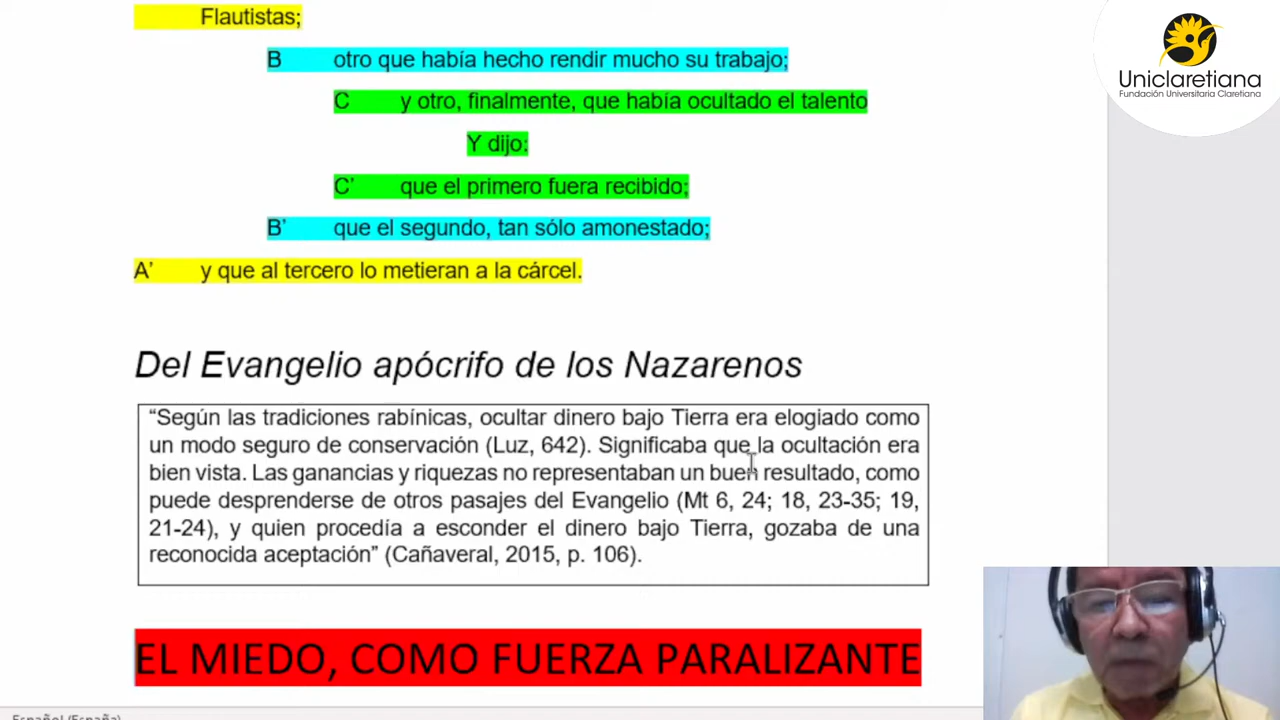 Flautistas;
B otro que había hecho rendir mucho su trabajo;
C y otro, finalmente, que había ocultado el talento
Y dijo:
C’ que el primero fuera recibido;
B’ que el segundo, tan sólo amonestado;
A’ y que al tercero lo metieran a la cárcel.
Uniclaretiana
Fundación Universitaria Claretiana
Del Evangelio apócrifo de los Nazarenos
“Según las tradiciones rabínicas, ocultar dinero bajo Tierra era elogiado como
un modo seguro de conservación (Luz, 642). Significaba que la ocultación era
bien vista. Las ganancias y riquezas no representaban un buen resultado, como
puede desprenderse de otros pasajes del Evangelio (Mt 6, 24; 18, 23-35; 19,
21-24), y quien procedía a esconder el dinero bajo Tierra, gozaba de una
reconocida aceptación” (Cañaveral, 2015, p. 106).
EL MIEDO, COMO FUERZA PARALIZANTE
Español (España)